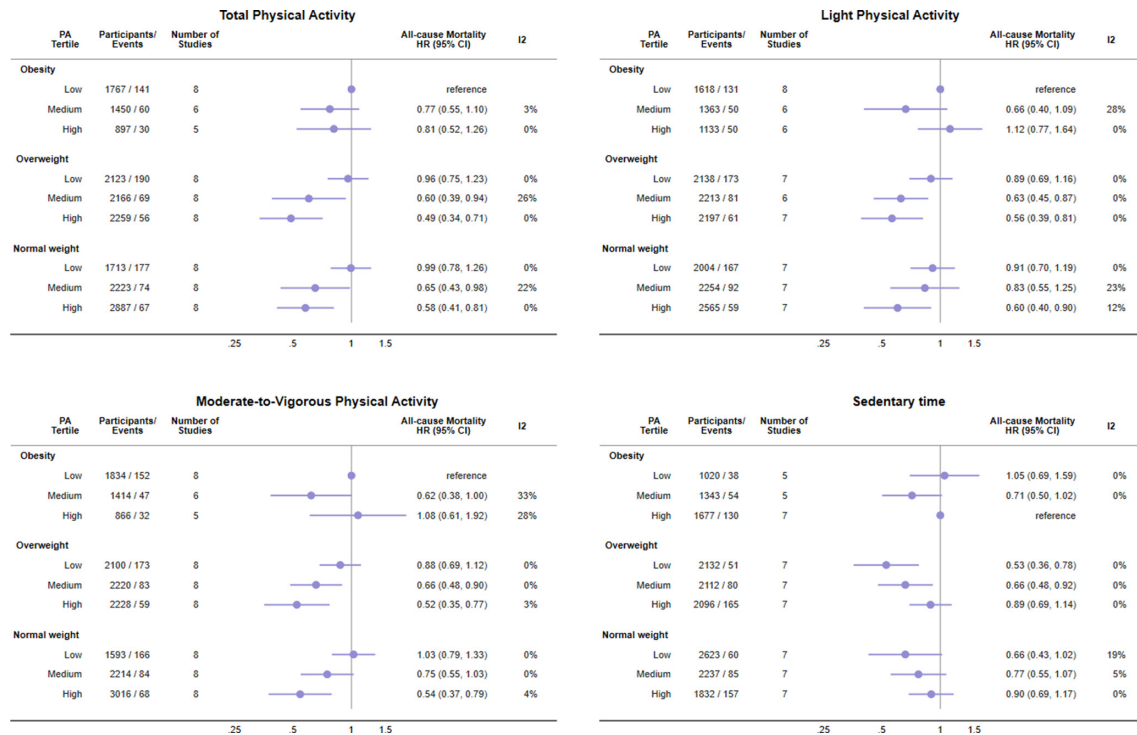 Total Physical Activity
PA Tertile Participants/ Events Number of Studies All-cause Mortality HR (95% CI) I2
Obesity
Low 1767 / 141 8 reference
Medium 1450 / 60 6 0.77 (0.55, 1.10) 3%
High 897 / 30 5 0.81 (0.52, 1.26) 0%
Overweight
Low 2123 / 190 8 0.96 (0.75, 1.23) 0%
Medium 2166 / 69 8 0.60 (0.39, 0.94) 26%
High 2259 / 56 8 0.49 (0.34, 0.71) 0%
Normal weight
Low 1713 / 177 8 0.99 (0.78, 1.26) 0%
Medium 2223 / 74 8 0.65 (0.43, 0.98) 22%
High 2887 / 67 8 0.58 (0.41, 0.81) 0%
.25 .5 1 1.5
Light Physical Activity
PA Tertile Participants/ Events Number of Studies All-cause Mortality HR (95% CI) I2
Obesity
Low 1618 / 131 8 reference
Medium 1363 / 50 6 0.66 (0.40, 1.09) 28%
High 1133 / 50 6 1.12 (0.77, 1.64) 0%
Overweight
Low 2138 / 173 7 0.89 (0.69, 1.16) 0%
Medium 2213 / 81 6 0.63 (0.45, 0.87) 0%
High 2197 / 61 7 0.56 (0.39, 0.81) 0%
Normal weight
Low 2004 / 167 7 0.91 (0.70, 1.19) 0%
Medium 2254 / 92 7 0.83 (0.55, 1.25) 23%
High 2565 / 59 7 0.60 (0.40, 0.90) 12%
.25 .5 1 1.5
Moderate-to-Vigorous Physical Activity
PA Tertile Participants/ Events Number of Studies All-cause Mortality HR (95% CI) I2
Obesity
Low 1834 / 152 8 reference
Medium 1414 / 47 6 0.62 (0.38, 1.00) 33%
High 866 / 32 5 1.08 (0.61, 1.92) 28%
Overweight
Low 2100 / 173 8 0.88 (0.69, 1.12) 0%
Medium 2220 / 83 8 0.66 (0.48, 0.90) 0%
High 2228 / 59 8 0.52 (0.35, 0.77) 3%
Normal weight
Low 1593 / 166 8 1.03 (0.79, 1.33) 0%
Medium 2214 / 84 8 0.75 (0.55, 1.03) 0%
High 3016 / 68 8 0.54 (0.37, 0.79) 4%
.25 .5 1 1.5
Sedentary time
PA Tertile Participants/ Events Number of Studies All-cause Mortality HR (95% CI) I2
Obesity
Low 1020 / 38 5 1.05 (0.69, 1.59) 0%
Medium 1343 / 54 5 0.71 (0.50, 1.02) 0%
High 1677 / 130 7 reference
Overweight
Low 2132 / 51 7 0.53 (0.36, 0.78) 0%
Medium 2112 / 80 7 0.66 (0.48, 0.92) 0%
High 2096 / 165 7 0.89 (0.69, 1.14) 0%
Normal weight
Low 2623 / 60 7 0.66 (0.43, 1.02) 19%
Medium 2237 / 85 7 0.77 (0.55, 1.07) 5%
High 1832 / 157 7 0.90 (0.69, 1.17) 0%
.25 .5 1 1.5